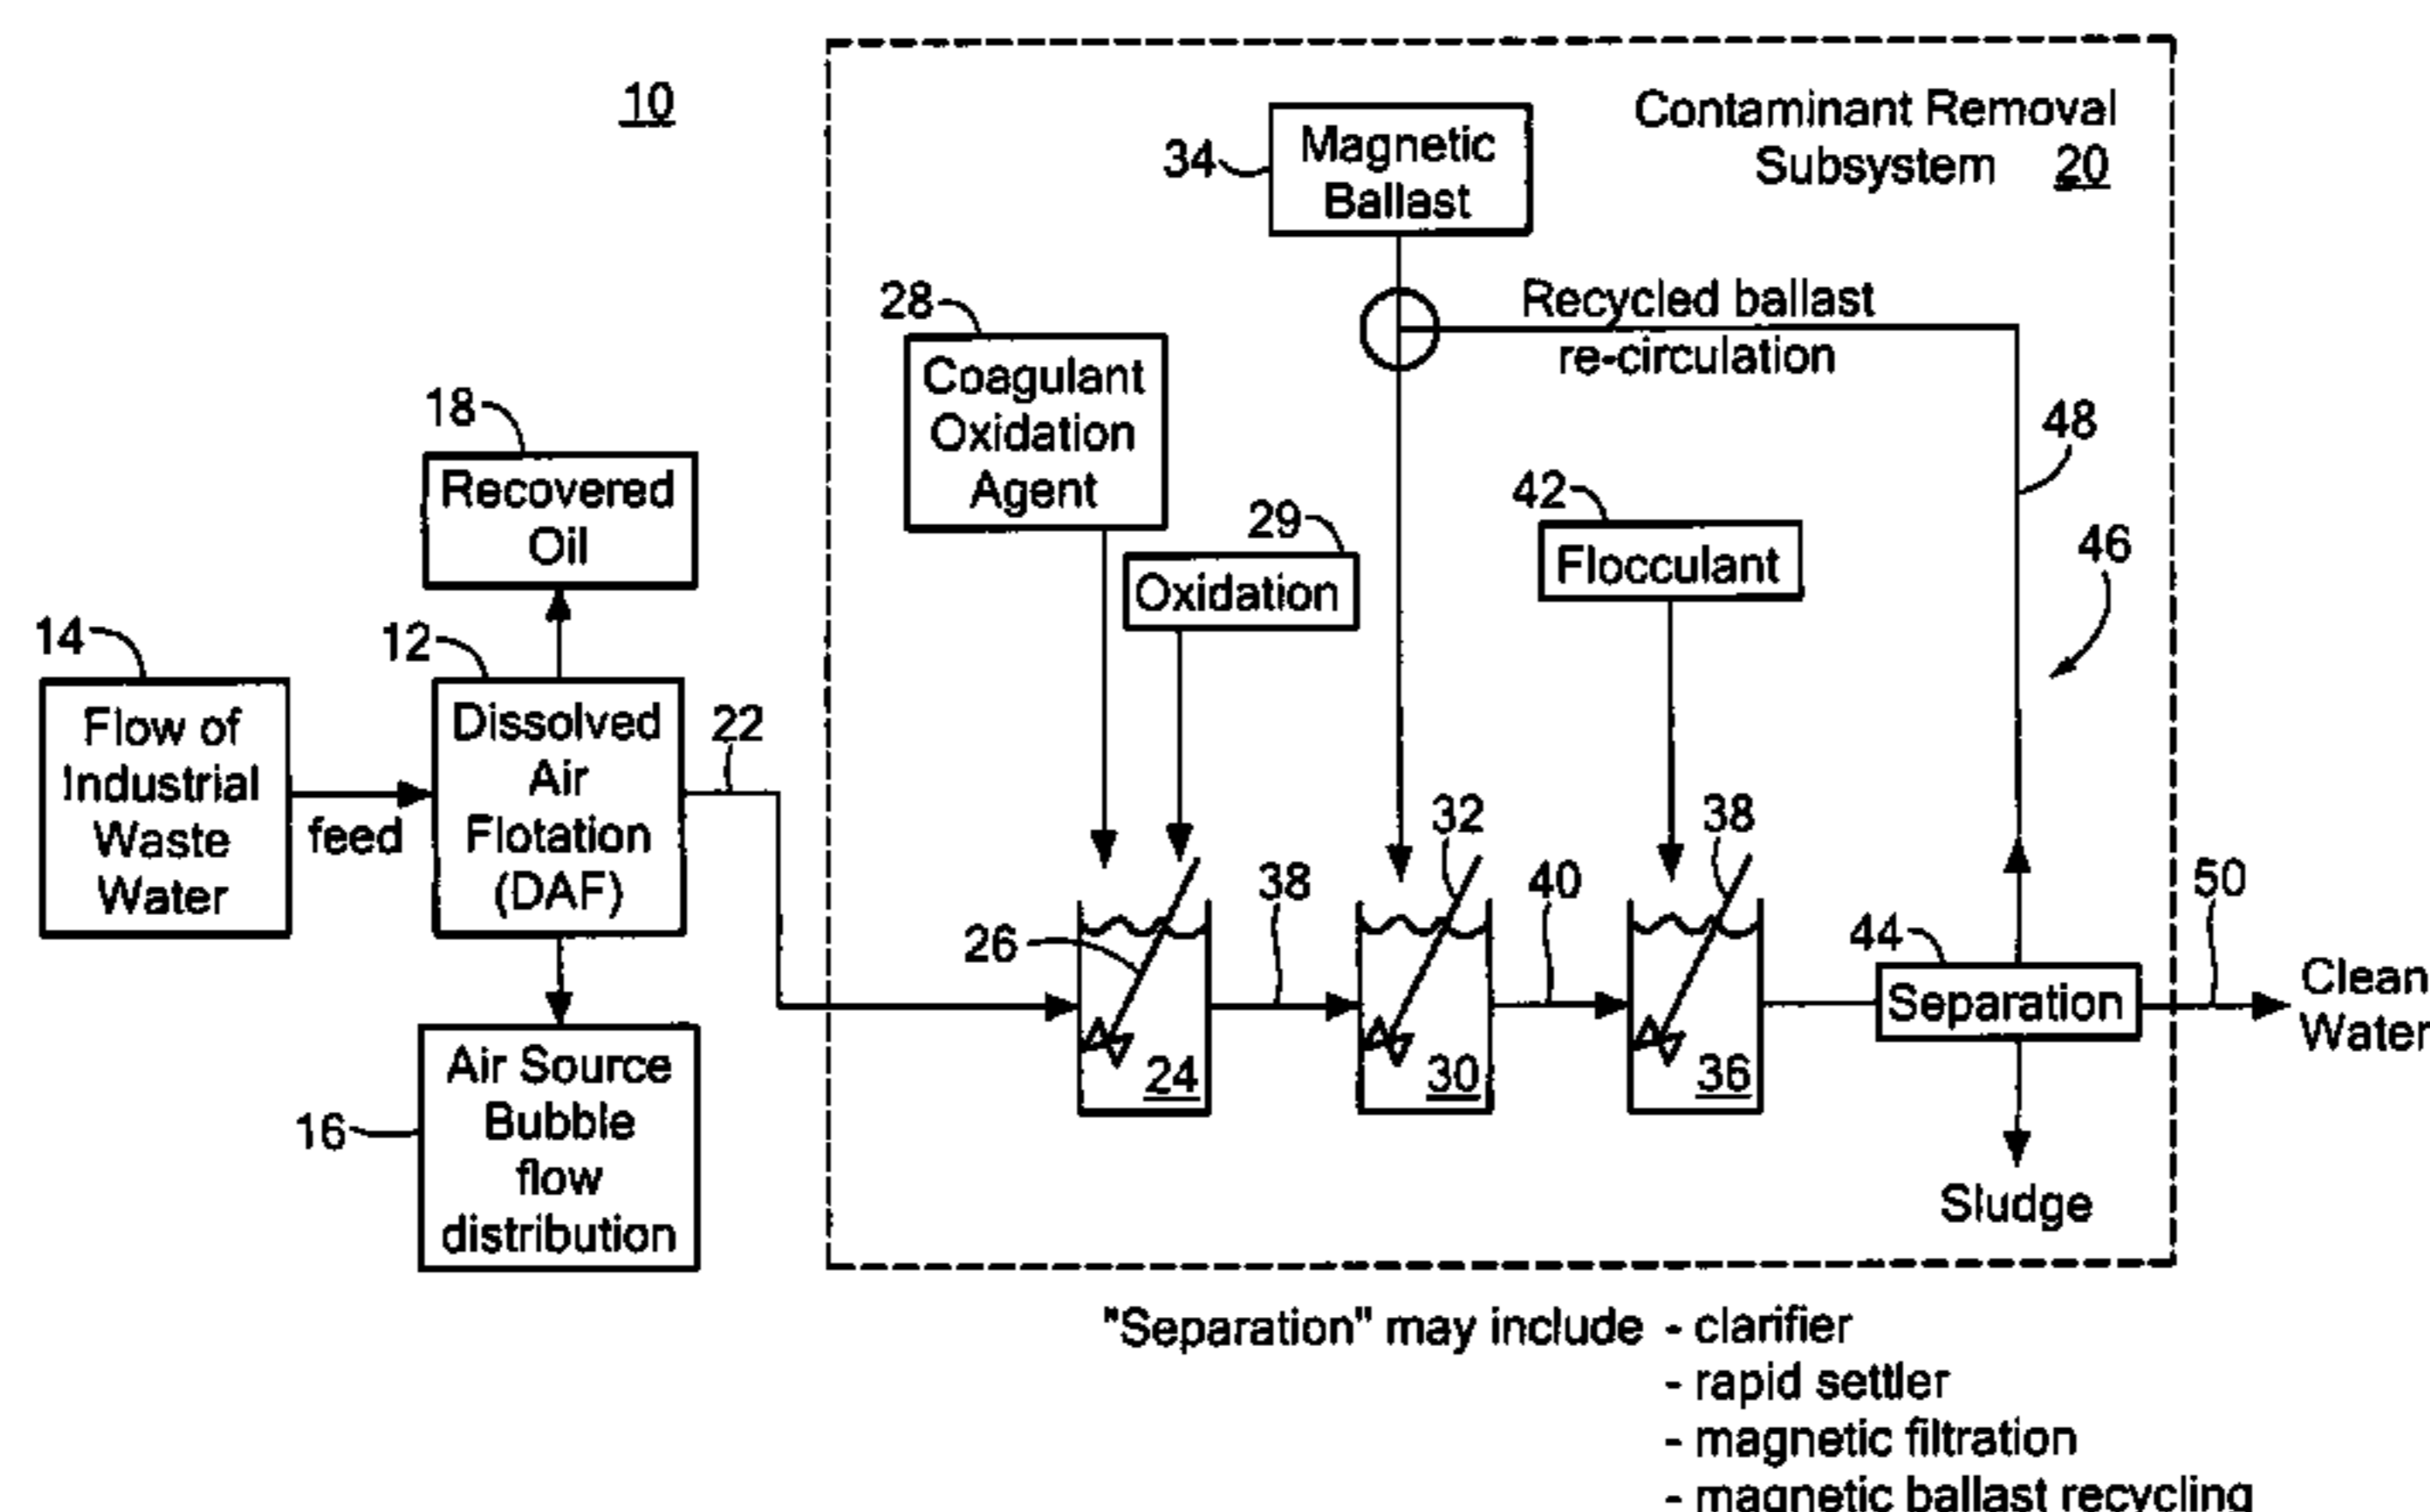 10
Contaminant Removal
Subsystem 20
34
Magnetic
Ballast
28
Coagulant
Oxidation
Agent
Recycled ballast
re-circulation
18
Recovered
Oil
48
42
Flocculant
29
Oxidation
46
14
Flow of
Industrial
Waste
Water
feed
12
Dissolved
Air
Flotation
(DAF)
22
16
Air Source
Bubble
flow
distribution
26
24
38
32
30
40
38
36
44
Separation
50
Clean
Water
Sludge
"Separation" may include - clarifier
- rapid settler
- magnetic filtration
- magnetic ballast recycling